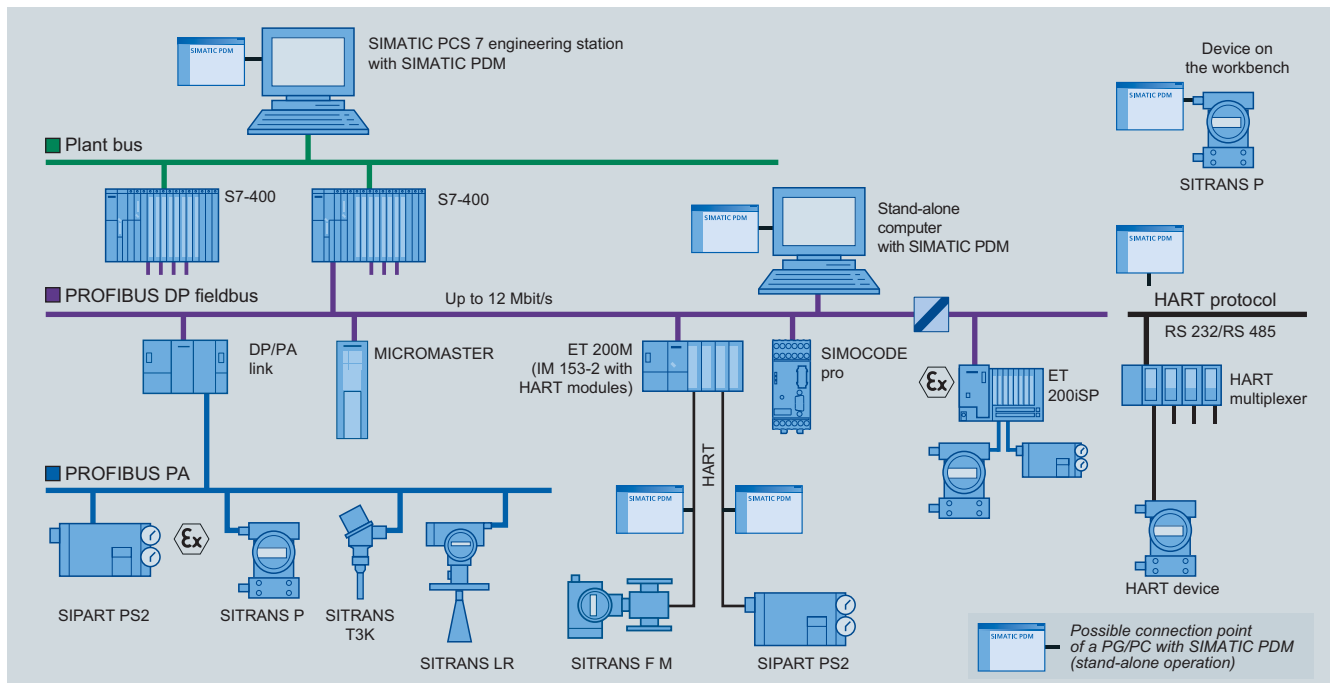 SIMATIC PDM
SIMATIC PCS 7 engineering station
with SIMATIC PDM
Device on
the workbench
SIMATIC PDM
SITRANS P
Plant bus
S7-400
S7-400
SIMATIC PDM
Stand-alone
computer
with SIMATIC PDM
SIMATIC PDM
PROFIBUS DP fieldbus
Up to 12 Mbit/s
HART protocol
RS 232/RS 485
DP/PA
link
MICROMASTER
ET 200M
(IM 153-2 with
HART modules)
SIMOCODE
pro
Ex
ET
200iSP
HART
multiplexer
HART
PROFIBUS PA
SIMATIC PDM
SIMATIC PDM
Ex
SIPART PS2
SITRANS P
SITRANS
T3K
SITRANS LR
SITRANS F M
SIPART PS2
HART device
SIMATIC PDM
Possible connection point
of a PG/PC with SIMATIC PDM
(stand-alone operation)